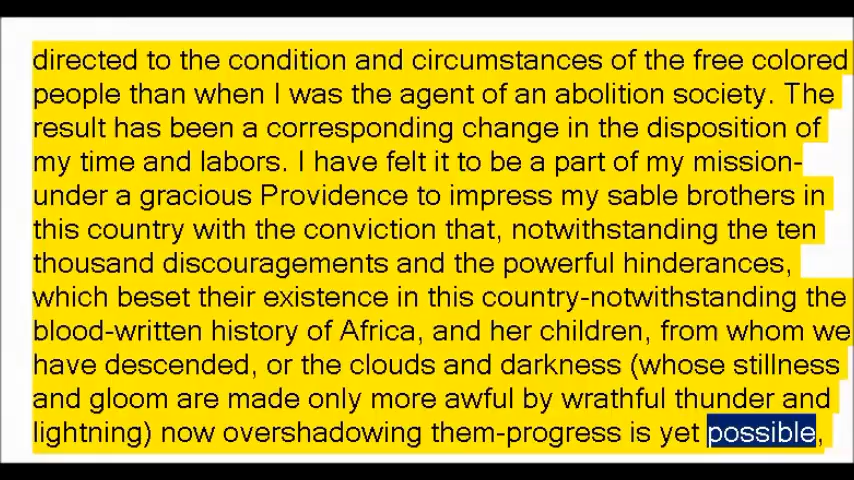 directed to the condition and circumstances of the free colored
people than when I was the agent of an abolition society. The
result has been a corresponding change in the disposition of
my time and labors. I have felt it to be a part of my mission-
under a gracious Providence to impress my sable brothers in
this country with the conviction that, notwithstanding the ten
thousand discouragements and the powerful hinderances,
which beset their existence in this country-notwithstanding the
blood-written history of Africa, and her children, from whom we
have descended, or the clouds and darkness (whose stillness
and gloom are made only more awful by wrathful thunder and
lightning) now overshadowing them-progress is yet possible,